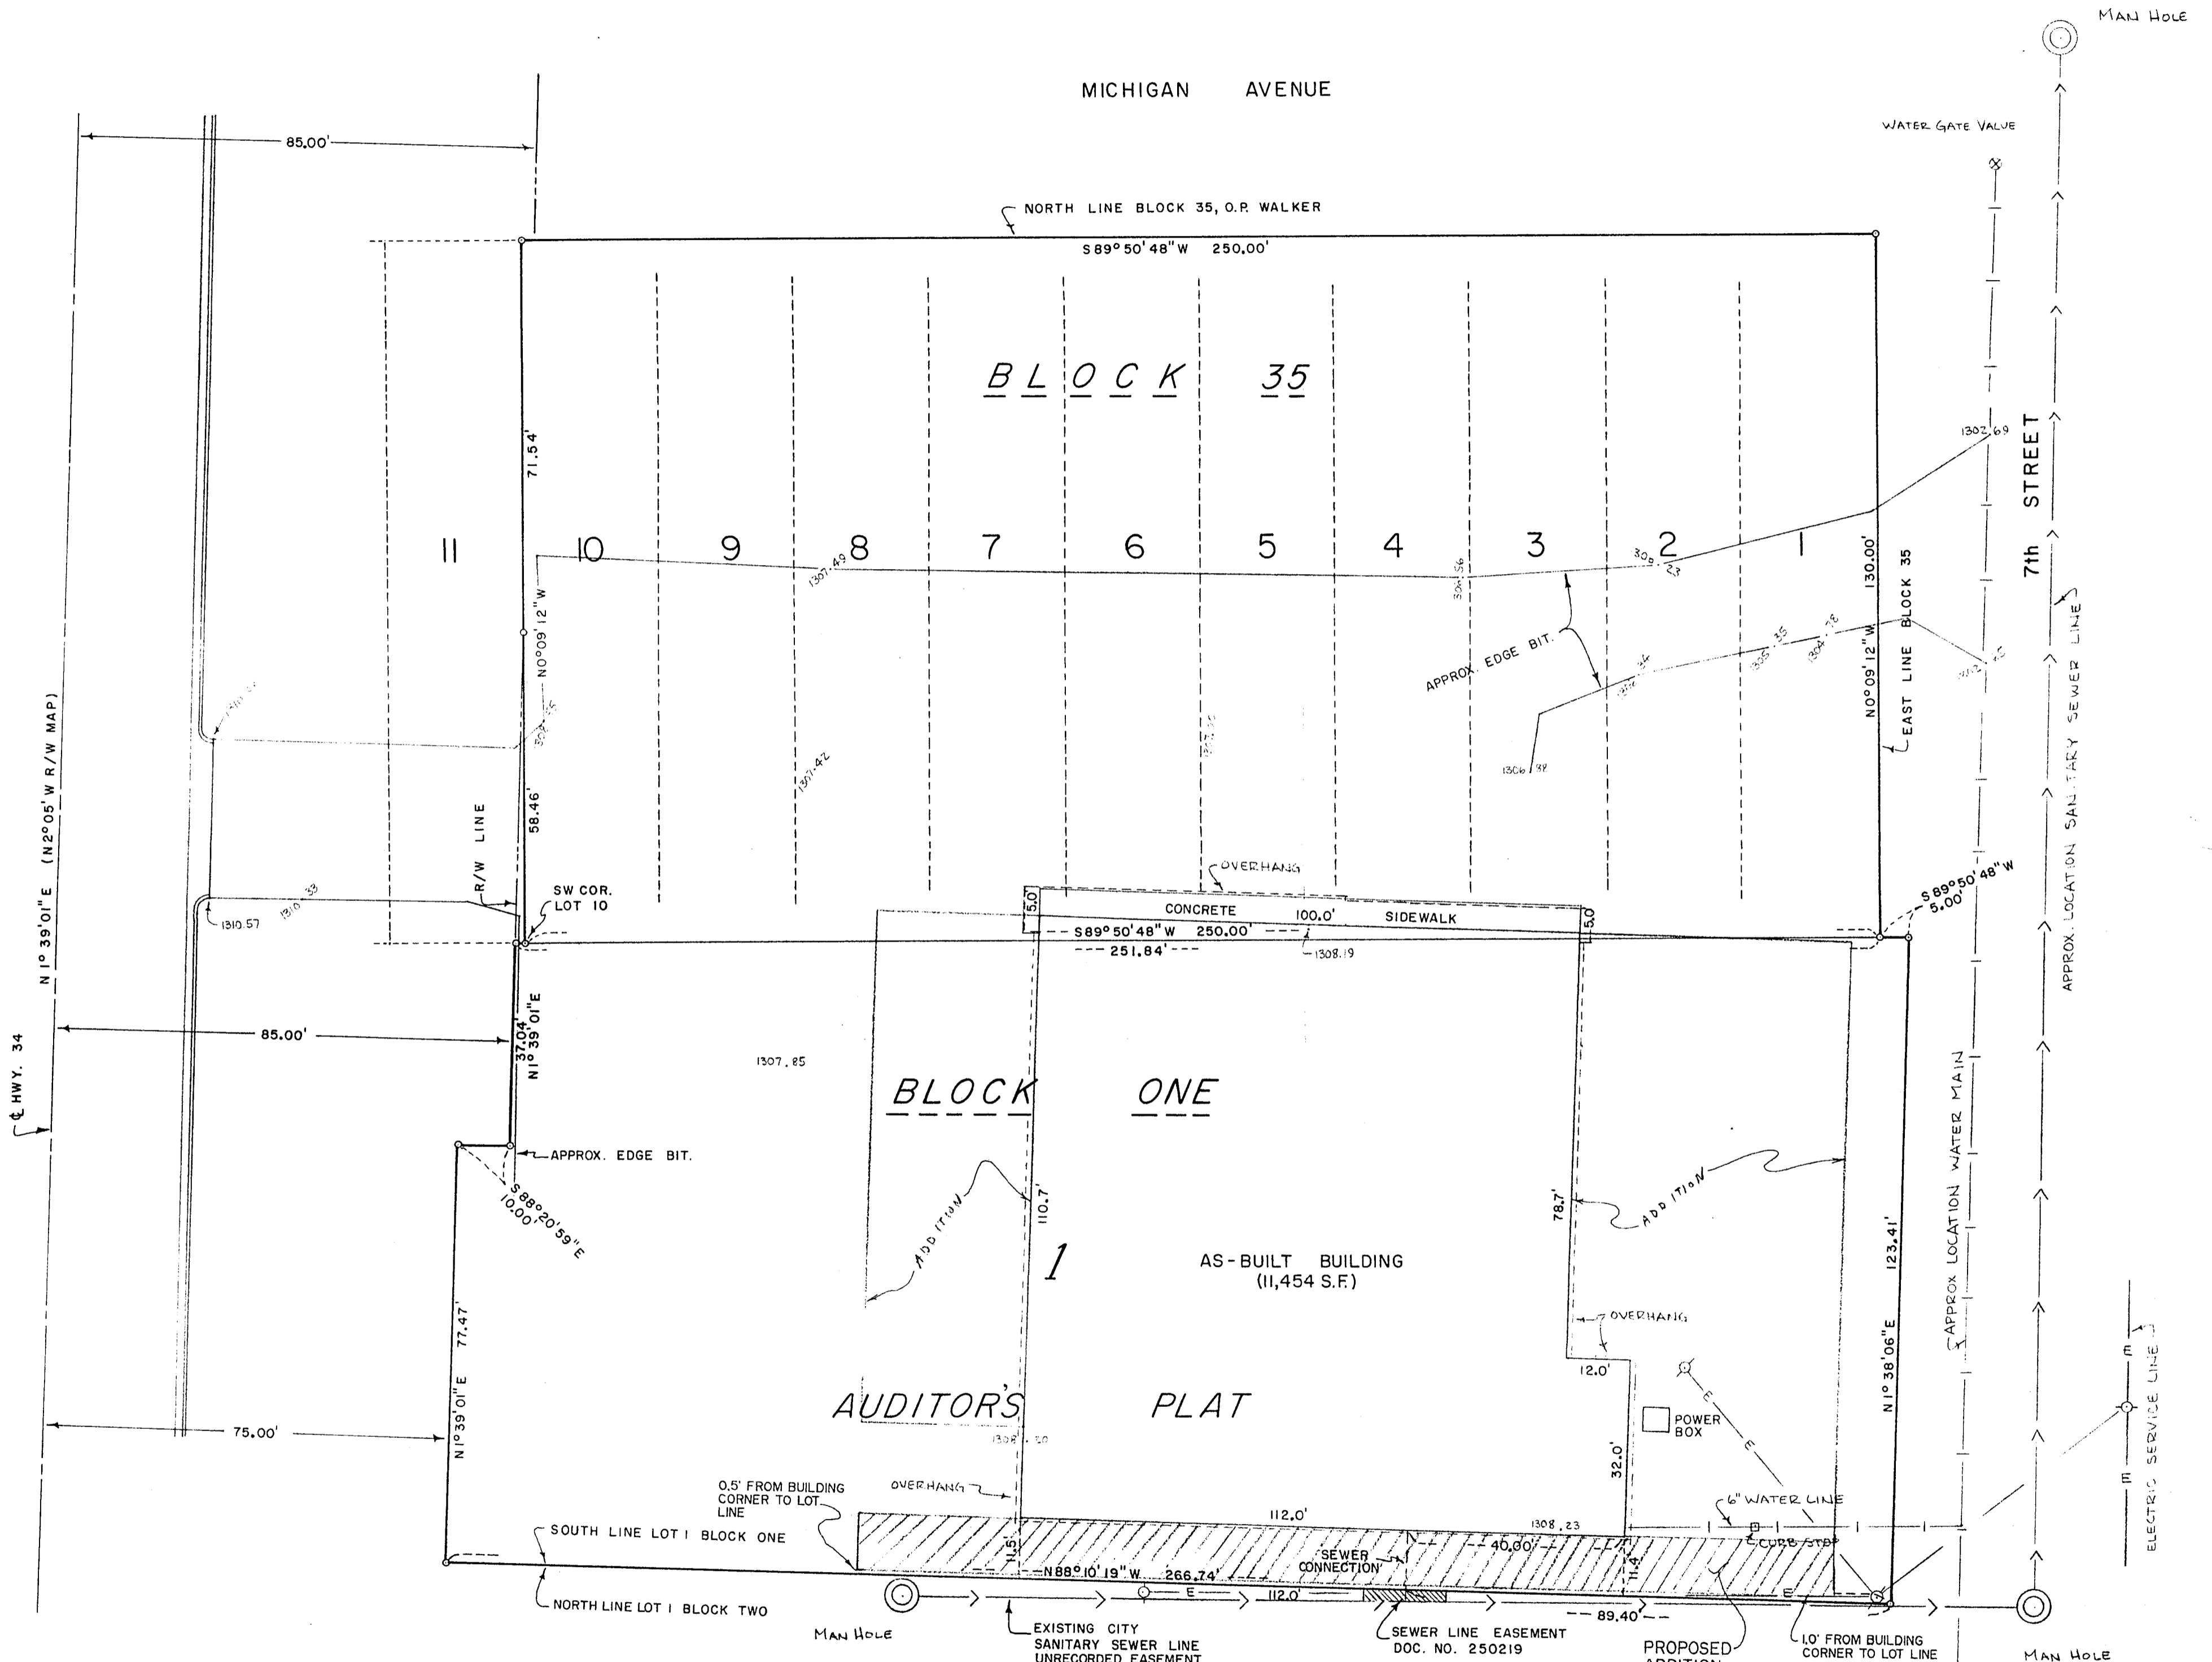 MAN HOLE
MICHIGAN AVENUE
WATER GATE VALUE
85.00'
NORTH LINE BLOCK 35, O.P. WALKER
S89°50'48"W 250.00'
BLOCK 35
71.54'
1302.69
7th STREET
11 10 9 8 7 6 5 4 3 2 1
1307.49
N0°09'12"W
N0°09'12"W 130.00'
EAST LINE BLOCK 35
APPROX. EDGE BIT.
1305.35
1304.78
1307.42
1306.98
APPROX. LOCATION SANITARY SEWER LINE
N1°39'01"E (N2°05'W R/W MAP)
58.46'
R/W LINE
SW COR.
LOT 10
OVERHANG
5.0'
CONCRETE 100.0' SIDEWALK
5.0
S89°50'48"W
5.00'
1310.33
1310.57
S89°50'48"W 250.00'
251.84'
1308.19
85.00'
37.04'
N1°39'01"E
1307.85
℄ HWY. 34
BLOCK ONE
APPROX LOCATION WATER MAIN
APPROX. EDGE BIT.
S88°20'59"E
10.00'
ADDITION
110.7'
78.7'
ADDITION
1
AS-BUILT BUILDING
(11,454 S.F.)
N1°38'06"E 123.41'
OVERHANG
12.0'
N1°39'01"E 77.47'
75.00'
AUDITOR'S PLAT
1308.20
POWER
BOX
E
E
E
E
ELECTRIC SERVICE LINE
32.0'
0.5' FROM BUILDING
CORNER TO LOT
LINE
OVERHANG
6" WATER LINE
112.0'
1308.23
CURB STOP
SOUTH LINE LOT 1 BLOCK ONE
11.5'
SEWER
CONNECTION
40.00'
11.4'
N88°10'19"W 266.74'
E
112.0'
E
89.40'
NORTH LINE LOT 1 BLOCK TWO
MAN HOLE
EXISTING CITY
SANITARY SEWER LINE
UNRECORDED EASEMENT
SEWER LINE EASEMENT
DOC. NO. 250219
PROPOSED
ADDITION
1.0' FROM BUILDING
CORNER TO LOT LINE
MAN HOLE